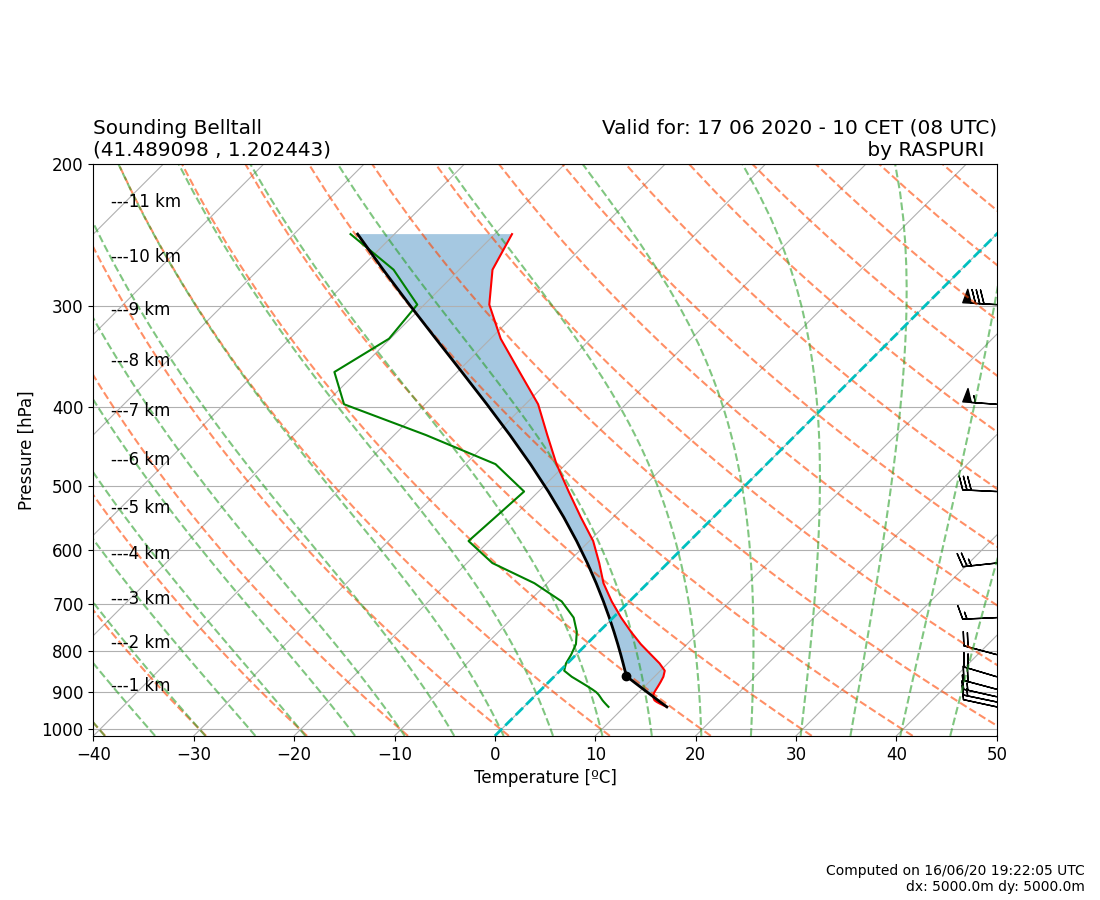 Sounding Belltall
(41.489098 , 1.202443)
Valid for: 17 06 2020 - 10 CET (08 UTC)
by RASPURI
200
300
400
500
600
700
800
900
1000
Pressure [hPa]
---11 km
---10 km
---9 km
---8 km
---7 km
---6 km
---5 km
---4 km
---3 km
---2 km
---1 km
−40 −30 −20 −10 0 10 20 30 40 50
Temperature [ºC]
Computed on 16/06/20 19:22:05 UTC
dx: 5000.0m dy: 5000.0m